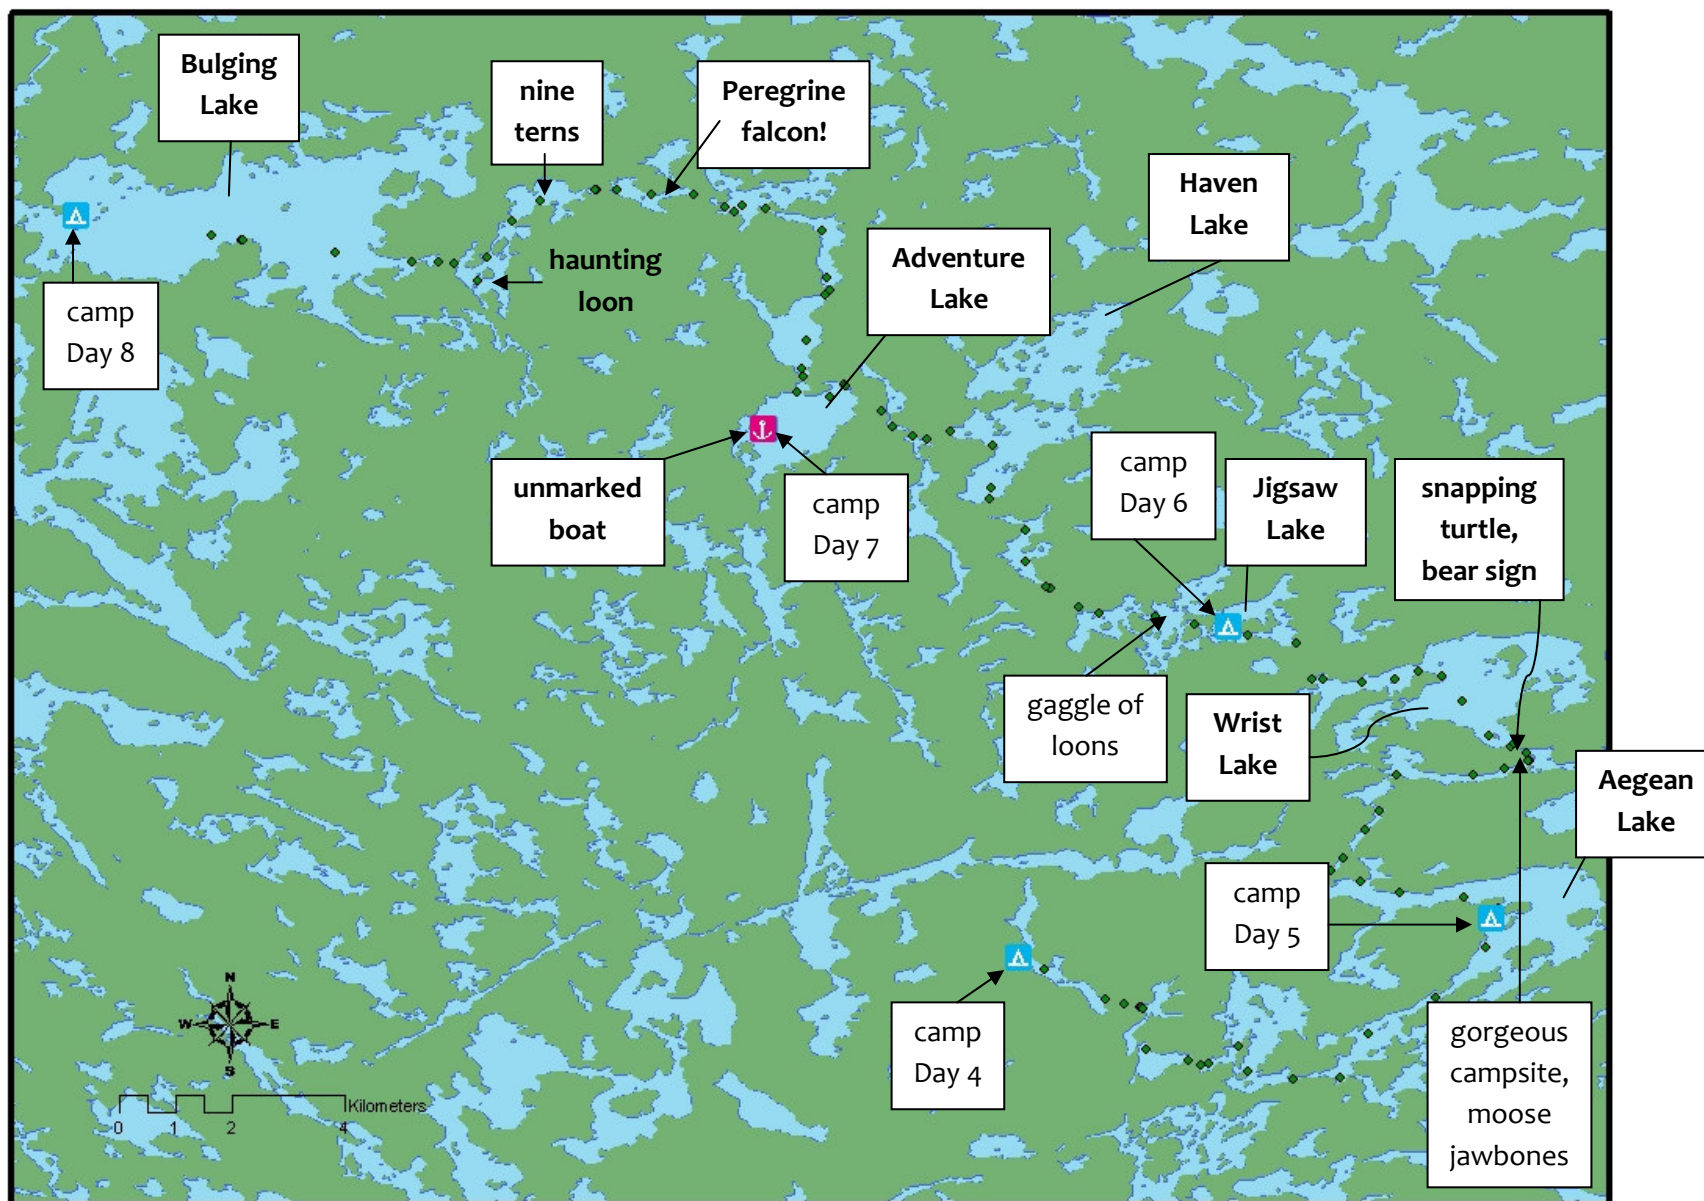 Bulging
Lake
nine
terns
Peregrine
falcon!
Haven
Lake
Adventure
Lake
haunting
loon
camp
Day 8
unmarked
boat
camp
Day 7
camp
Day 6
Jigsaw
Lake
snapping
turtle,
bear sign
gaggle of
loons
Wrist
Lake
Aegean
Lake
camp
Day 5
camp
Day 4
gorgeous
campsite,
moose
jawbones
N
W E
S
Kilometers
0 1 2 4